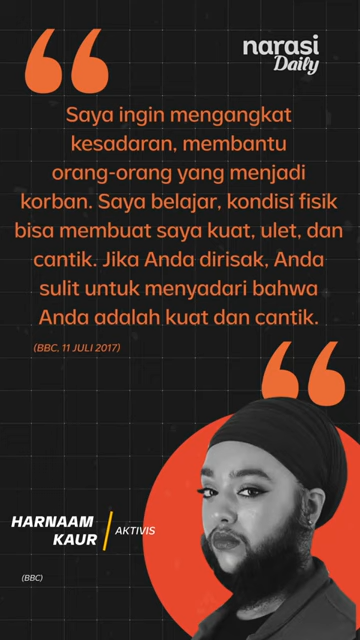 narasi
Daily
Saya ingin mengangkat
kesadaran, membantu
orang-orang yang menjadi
korban. Saya belajar, kondisi fisik
bisa membuat saya kuat, ulet, dan
cantik. Jika Anda dirisak, Anda
sulit untuk menyadari bahwa
Anda adalah kuat dan cantik.
(BBC, 11 JULI 2017)
HARNAAM
KAUR
AKTIVIS
(BBC)